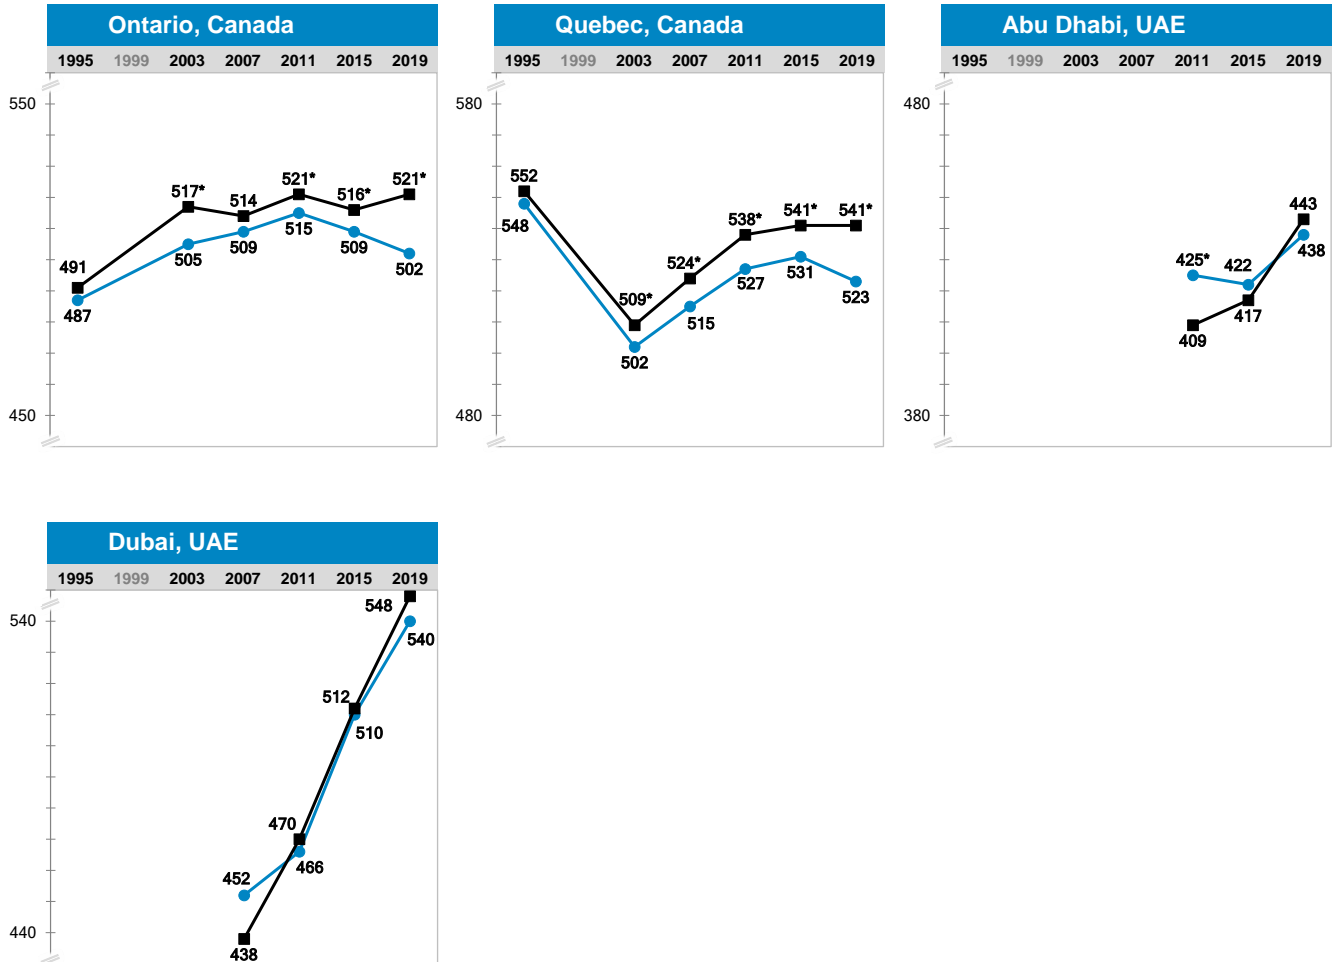 Ontario, Canada
1995 1999 2003 2007 2011 2015 2019
550
517* 514 521* 516* 521*
491
487 505 509 515 509 502
450
Quebec, Canada
1995 1999 2003 2007 2011 2015 2019
580
552
548
509* 524* 538* 541* 541*
502 515 527 531 523
480
Abu Dhabi, UAE
1995 1999 2003 2007 2011 2015 2019
480
443
425* 422 438
409 417
380
Dubai, UAE
1995 1999 2003 2007 2011 2015 2019
548
540
540
512
510
470
466
452
440
438